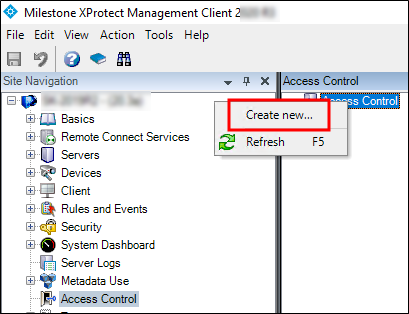 Milestone XProtect Management Client 2
File Edit View Action Tools Help
Site Navigation
Access Control
Access Control
Create new...
Refresh F5
Basics
Remote Connect Services
Servers
Devices
Client
Rules and Events
Security
System Dashboard
Server Logs
Metadata Use
Access Control